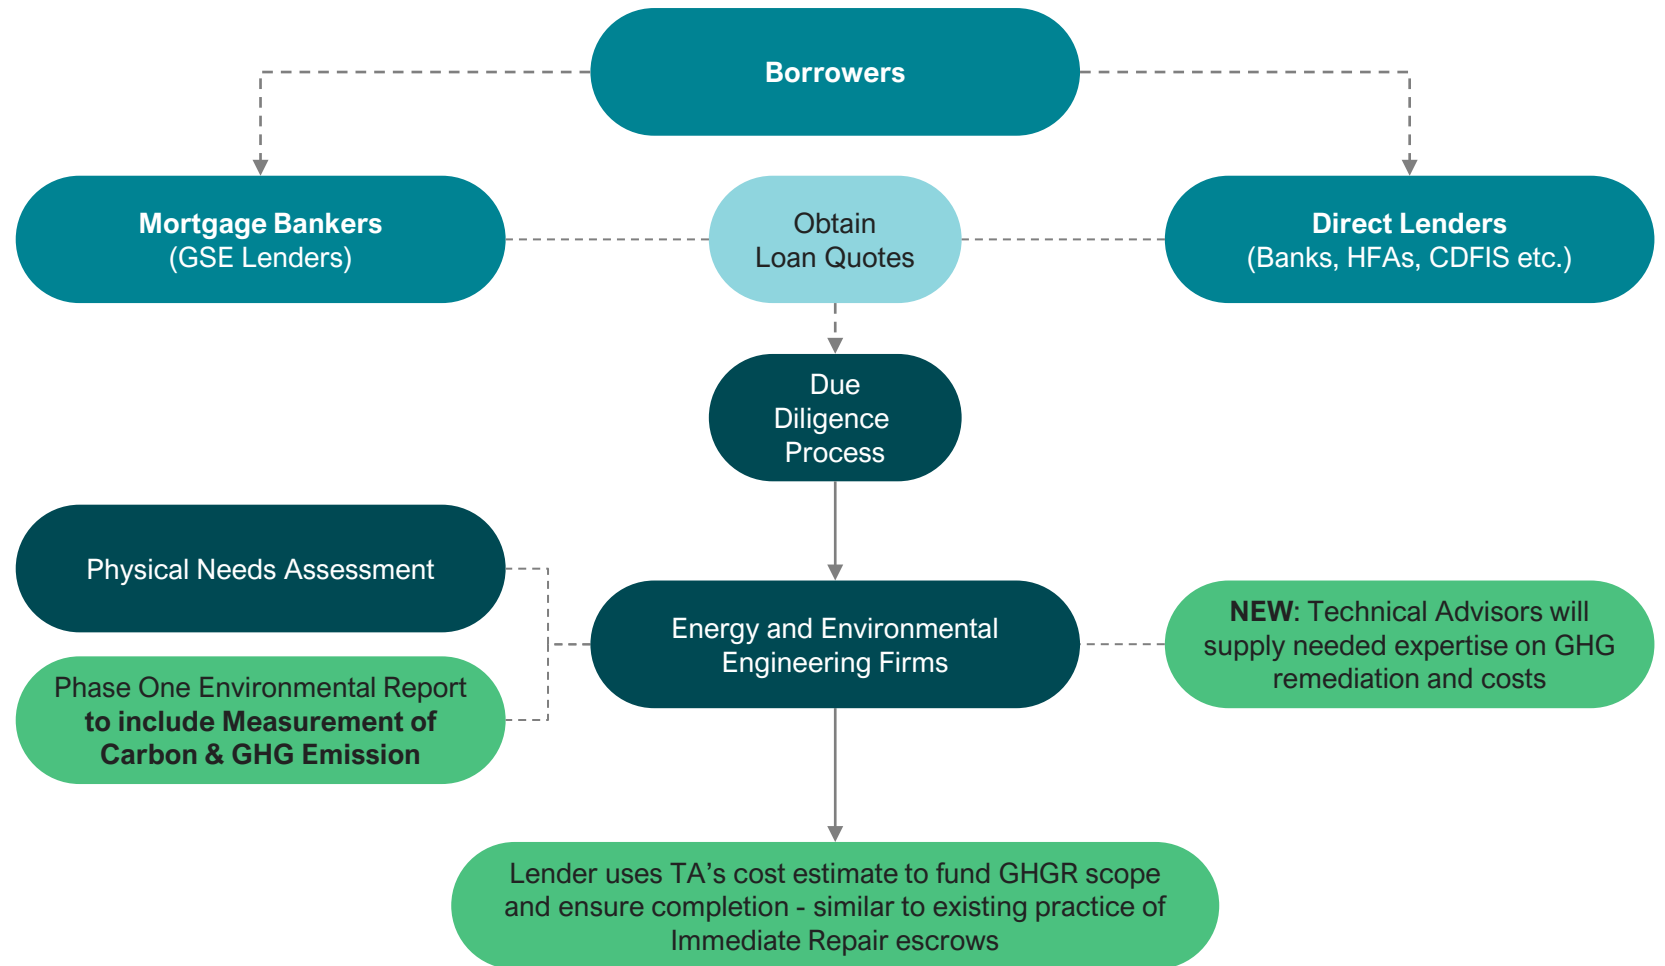 Borrowers
Mortgage Bankers
(GSE Lenders)
Obtain
Loan Quotes
Direct Lenders
(Banks, HFAs, CDFIS etc.)
Due
Diligence
Process
Physical Needs Assessment
Energy and Environmental
Engineering Firms
NEW: Technical Advisors will
supply needed expertise on GHG
remediation and costs
Phase One Environmental Report
to include Measurement of
Carbon & GHG Emission
Lender uses TA’s cost estimate to fund GHGR scope
and ensure completion - similar to existing practice of
Immediate Repair escrows